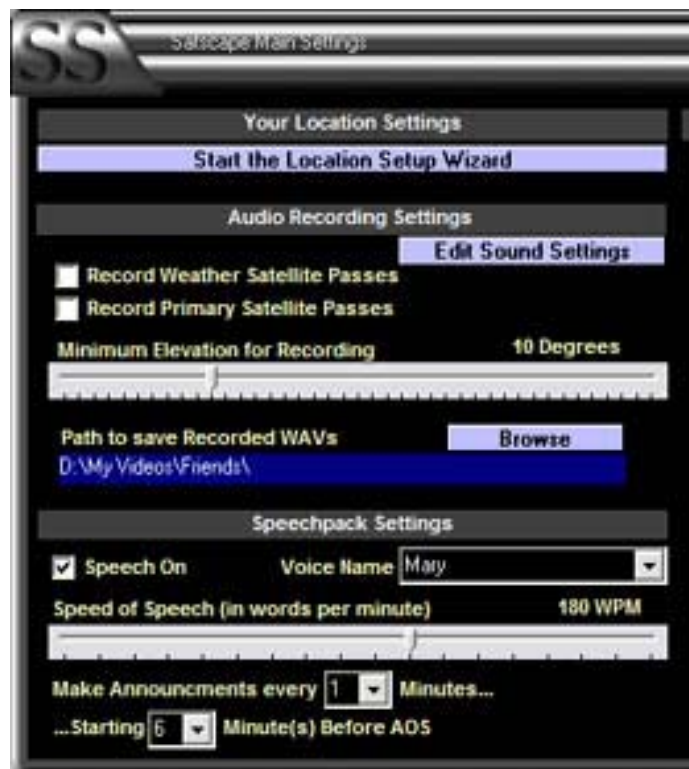 SS
Satscape Main Settings
Your Location Settings
Start the Location Setup Wizard
Audio Recording Settings
Edit Sound Settings
Record Weather Satellite Passes
Record Primary Satellite Passes
Minimum Elevation for Recording 10 Degrees
Path to save Recorded WAVs Browse
D:\My Videos\Friends\
Speechpack Settings
Speech On Voice Name Mary
Speed of Speech (in words per minute) 180 WPM
Make Announcments every 1 Minutes...
...Starting 6 Minute(s) Before AOS